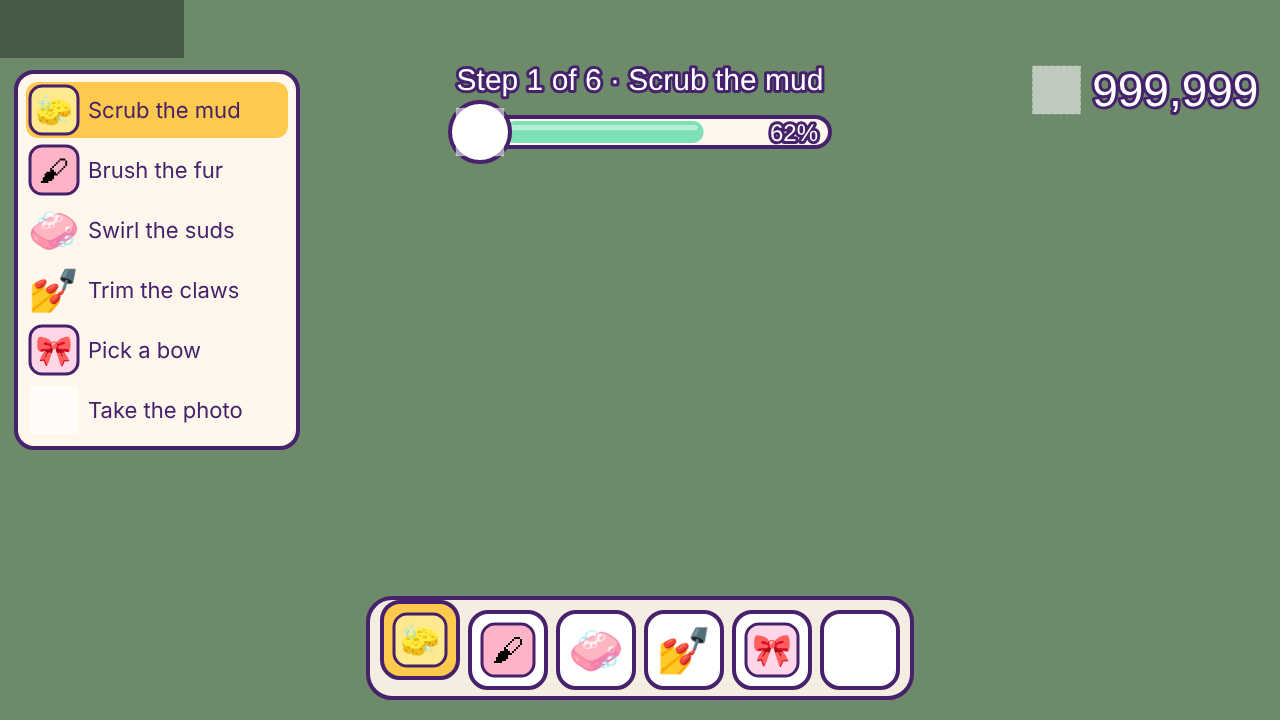 Step 1 of 6 · Scrub the mud
999,999
62%
Scrub the mud
Brush the fur
Swirl the suds
Trim the claws
Pick a bow
Take the photo